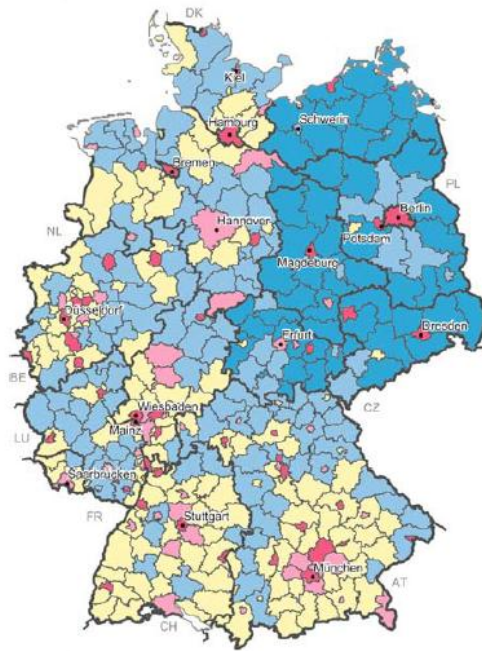 DK
Kiel
Hamburg
Schwerin
Bremen
PL
Berlin
NL
Hannover
Potsdam
Magdeburg
Düsseldorf
Dresden
Erfurt
BE
Wiesbaden
CZ
LU
Mainz
Saarbrücken
FR
Stuttgart
München
AT
CH